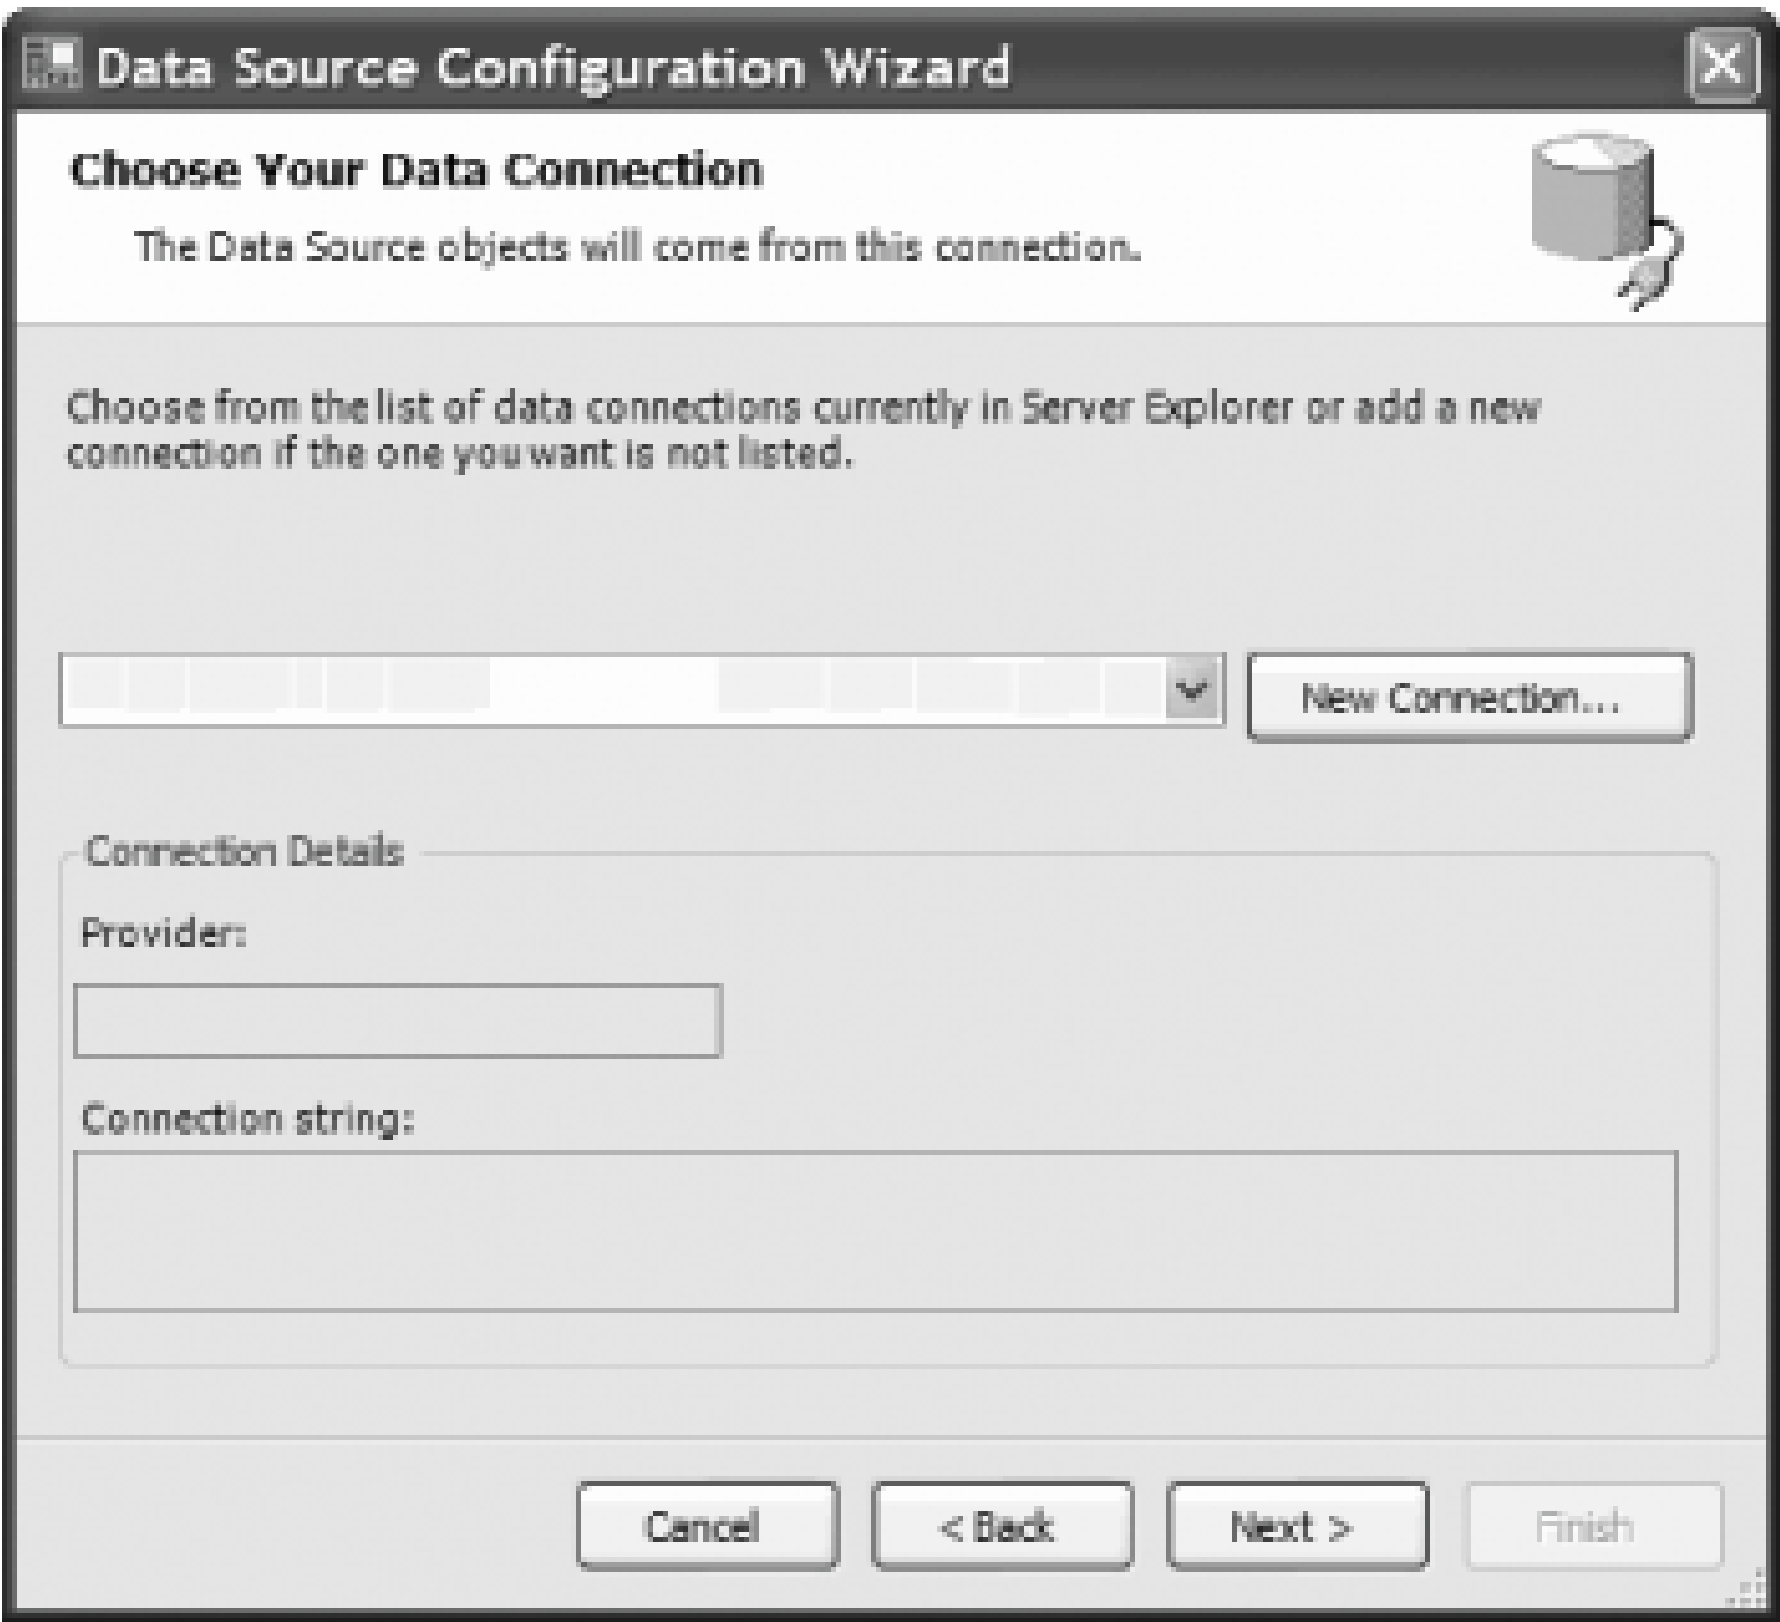 Data Source Configuration Wizard
Choose Your Data Connection
The Data Source objects will come from this connection.
Choose from the list of data connections currently in Server Explorer or add a new
connection if the one you want is not listed.
New Connection...
Connection Details
Provider:
Connection string:
Cancel
< Back
Next >
Finish